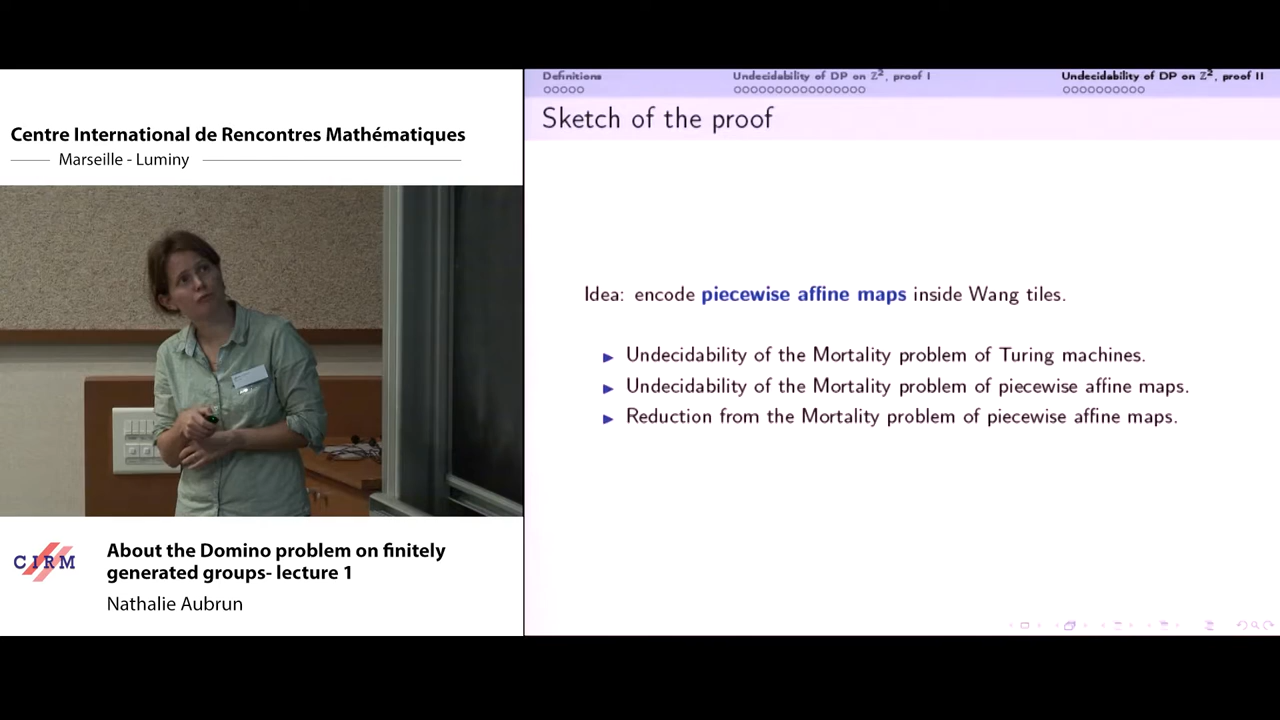 Centre International de Rencontres Mathématiques
Marseille - Luminy
Definitions
Undecidability of DP on ℤ², proof I
Undecidability of DP on ℤ², proof II
Sketch of the proof
Idea: encode piecewise affine maps inside Wang tiles.
Undecidability of the Mortality problem of Turing machines.
Undecidability of the Mortality problem of piecewise affine maps.
Reduction from the Mortality problem of piecewise affine maps.
CIRM
About the Domino problem on finitely
generated groups- lecture 1
Nathalie Aubrun